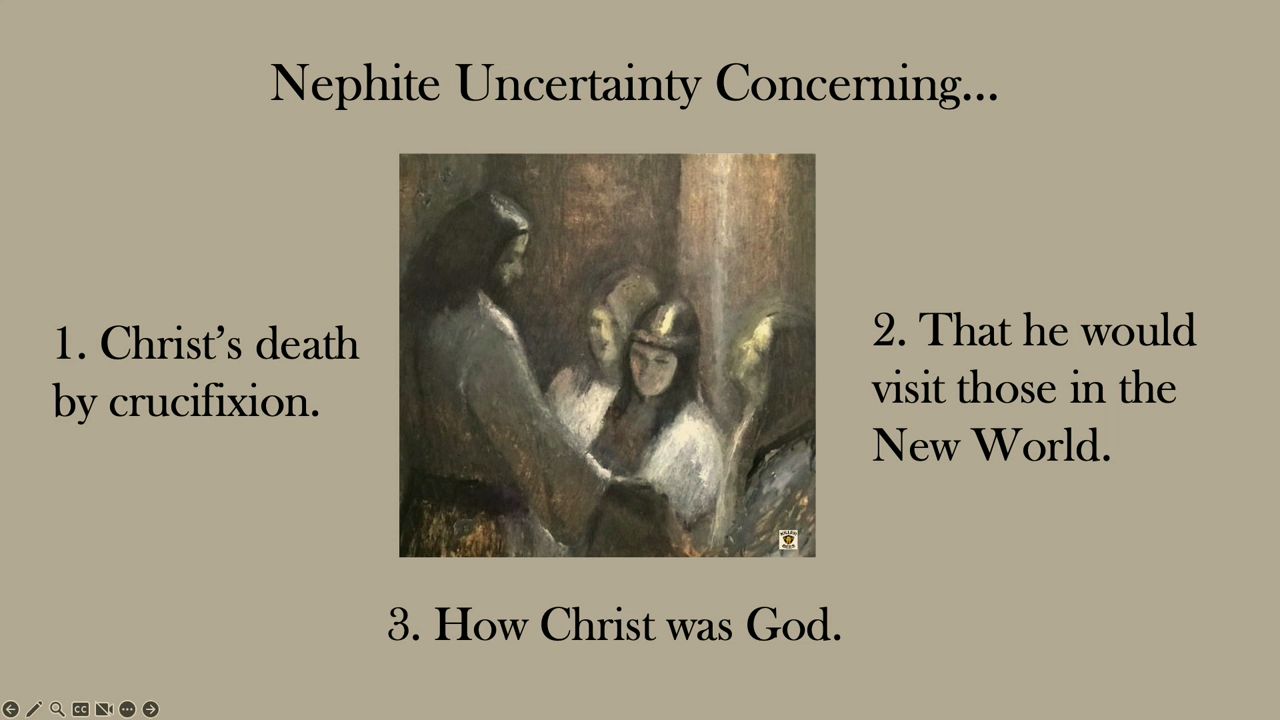 Nephite Uncertainty Concerning...
1. Christ’s death
by crucifixion.
2. That he would
visit those in the
New World.
3. How Christ was God.
CC